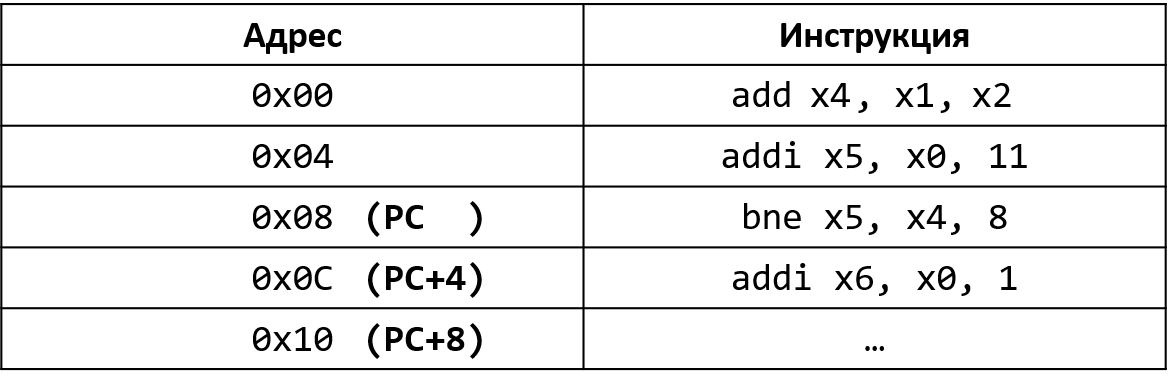 Адрес Инструкция
0x00 add x4, x1, x2
0x04 addi x5, x0, 11
0x08 (PC  ) bne x5, x4, 8
0x0C (PC+4) addi x6, x0, 1
0x10 (PC+8) …